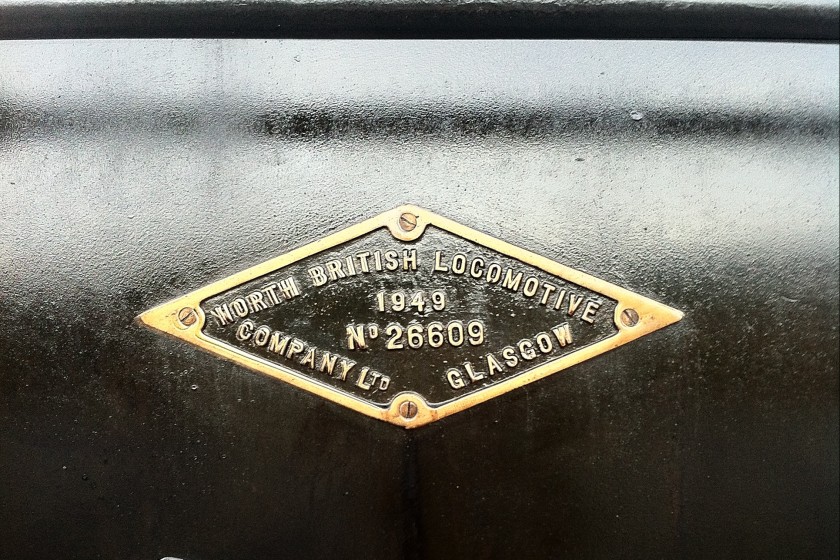 NORTH BRITISH LOCOMOTIVE
1949
No 26609
COMPANY LTD GLASGOW